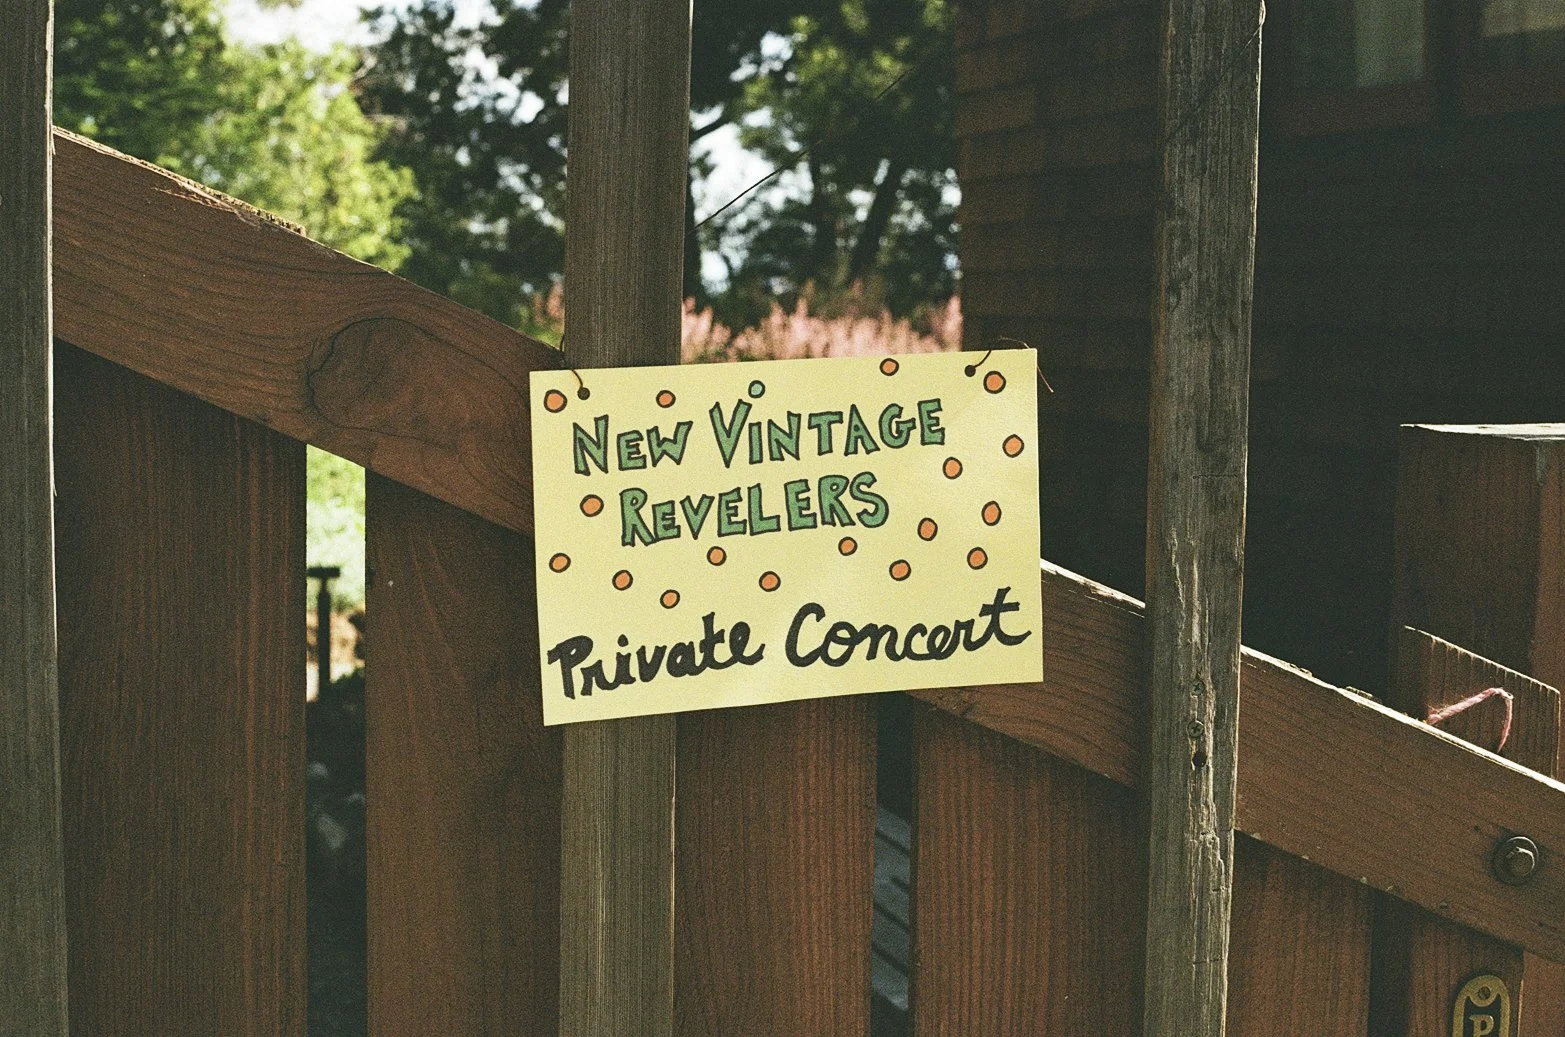 New Vintage
Revelers
Private Concert
P